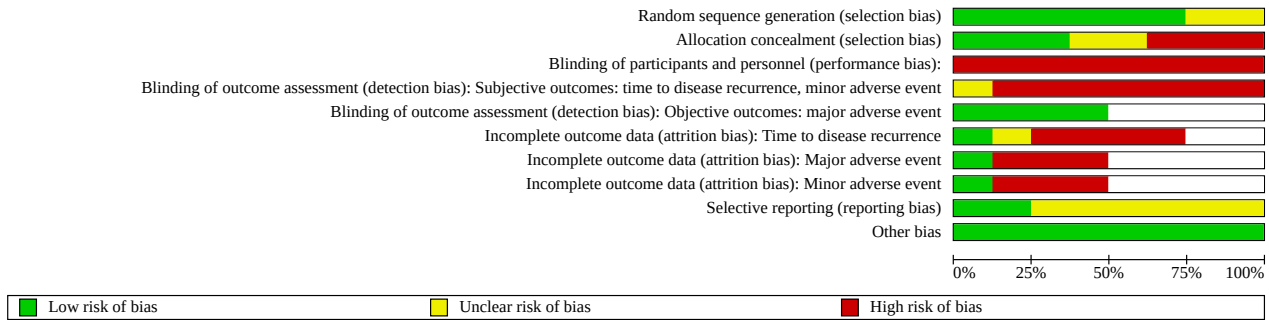 Random sequence generation (selection bias)
Allocation concealment (selection bias)
Blinding of participants and personnel (performance bias):
Blinding of outcome assessment (detection bias): Subjective outcomes: time to disease recurrence, minor adverse event
Blinding of outcome assessment (detection bias): Objective outcomes: major adverse event
Incomplete outcome data (attrition bias): Time to disease recurrence
Incomplete outcome data (attrition bias): Major adverse event
Incomplete outcome data (attrition bias): Minor adverse event
Selective reporting (reporting bias)
Other bias
0% 25% 50% 75% 100%
Low risk of bias Unclear risk of bias High risk of bias